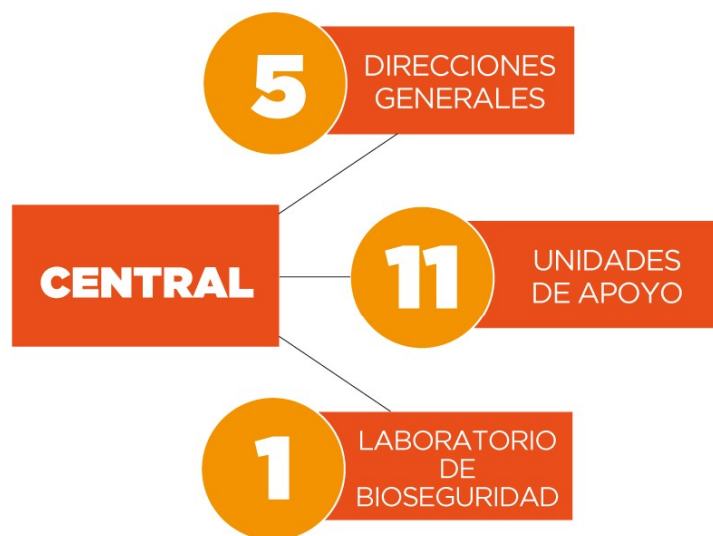 5
DIRECCIONES
GENERALES
CENTRAL
11
UNIDADES
DE APOYO
1
LABORATORIO
DE
BIOSEGURIDAD